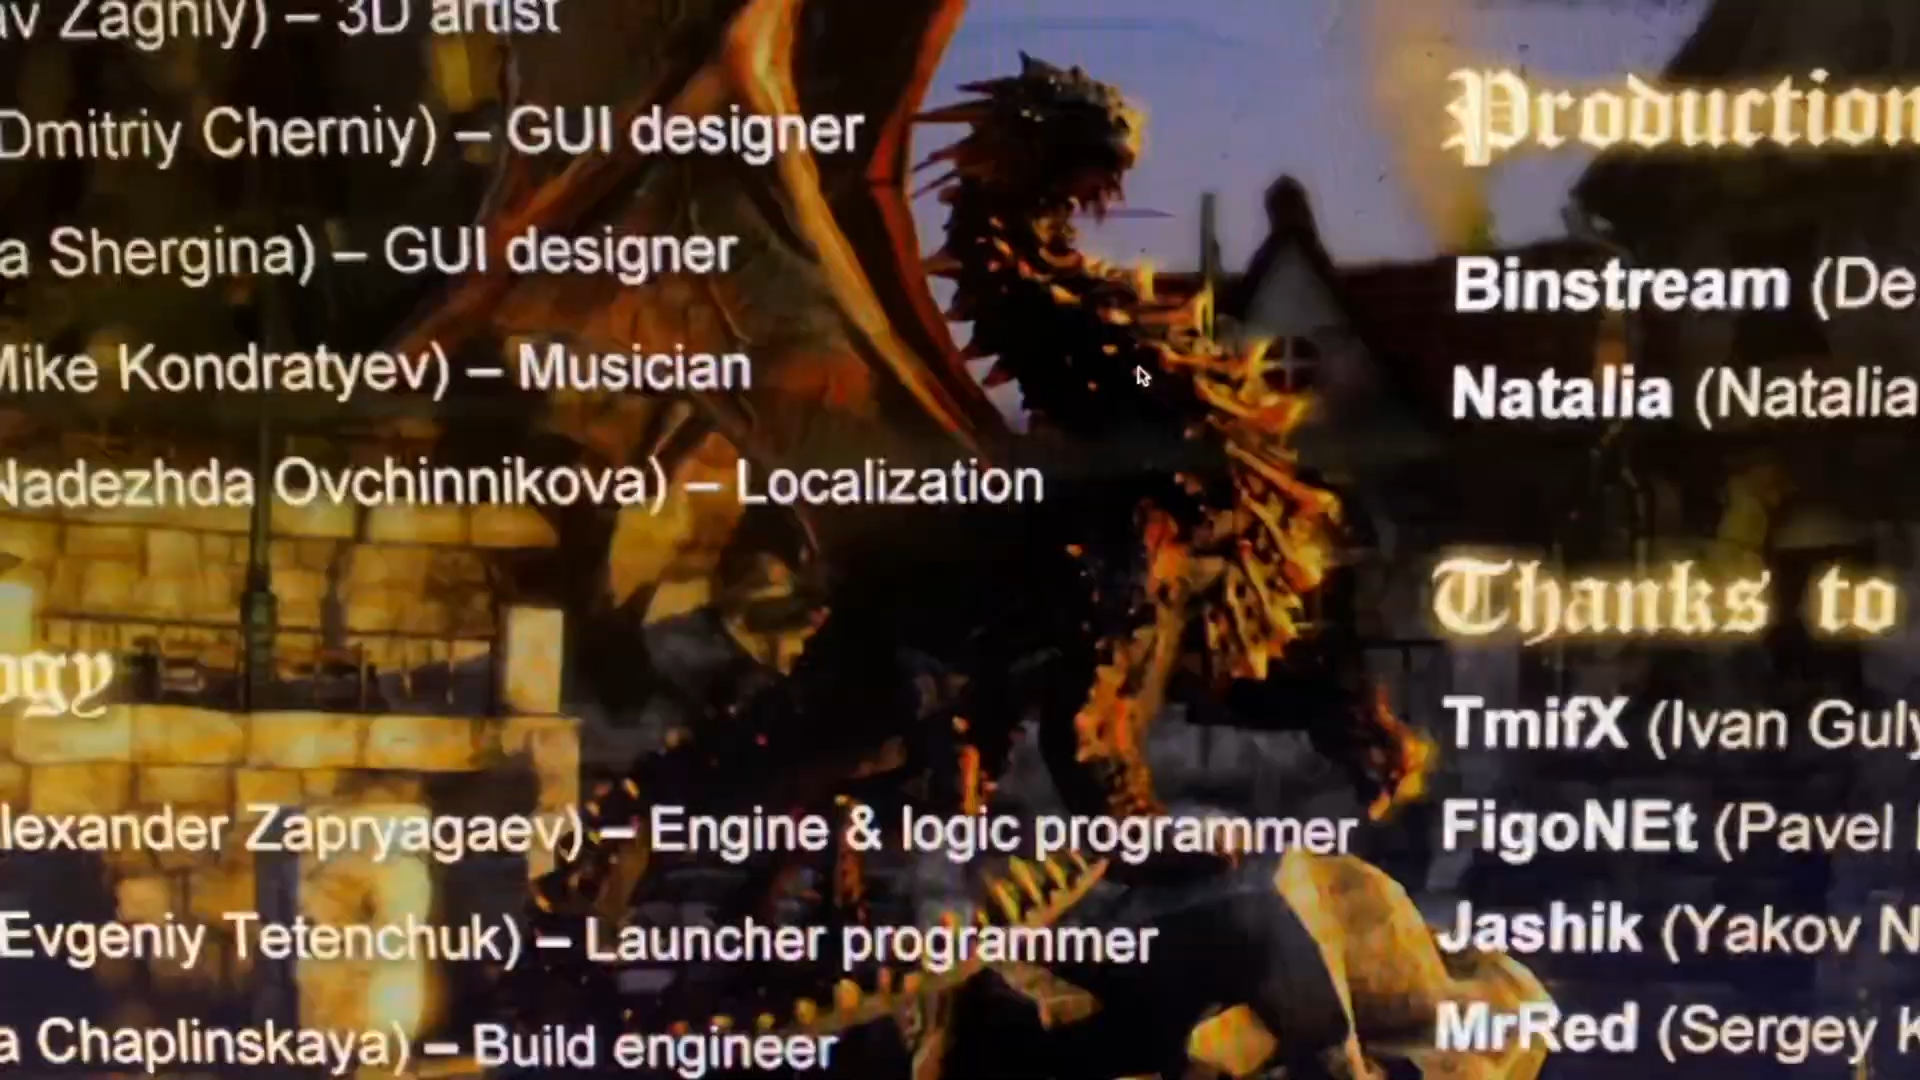 Zagniy) – 3D artist
Dmitriy Cherniy) – GUI designer
Shergina) – GUI designer
Mike Kondratyev) – Musician
Nadezhda Ovchinnikova) – Localization
ogy
lexander Zapryagaev) – Engine & logic programmer
Evgeniy Tetenchuk) – Launcher programmer
a Chaplinskaya) – Build engineer
Production
Binstream (De
Natalia (Natalia
Thanks to
TmifX (Ivan Guly
FigoNEt (Pavel
Jashik (Yakov N
MrRed (Sergey K